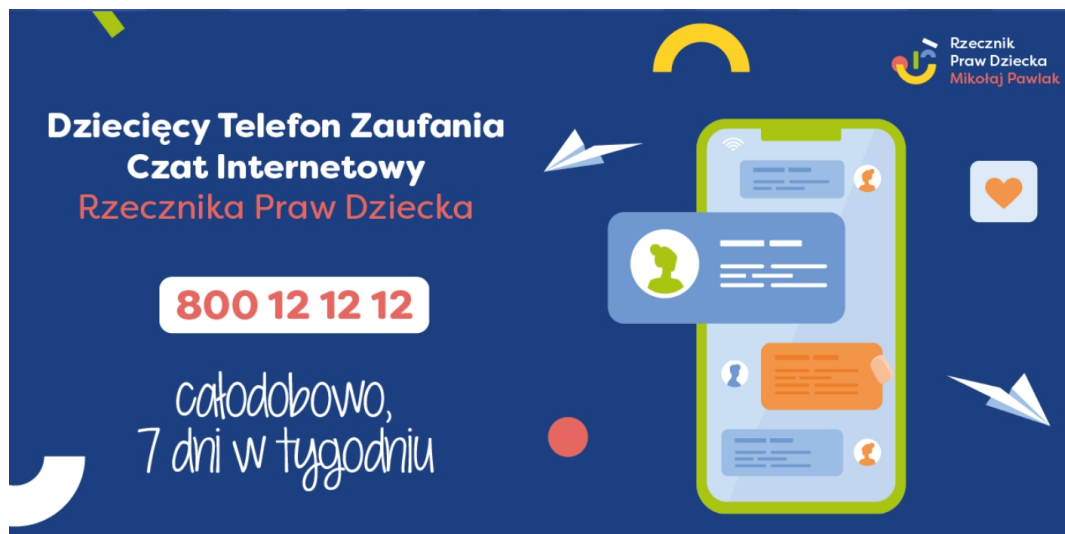 Rzecznik
Praw Dziecka
Mikołaj Pawlak
Dziecięcy Telefon Zaufania
Czat Internetowy
Rzecznika Praw Dziecka
800 12 12 12
całodobowo,
7 dni w tygodniu